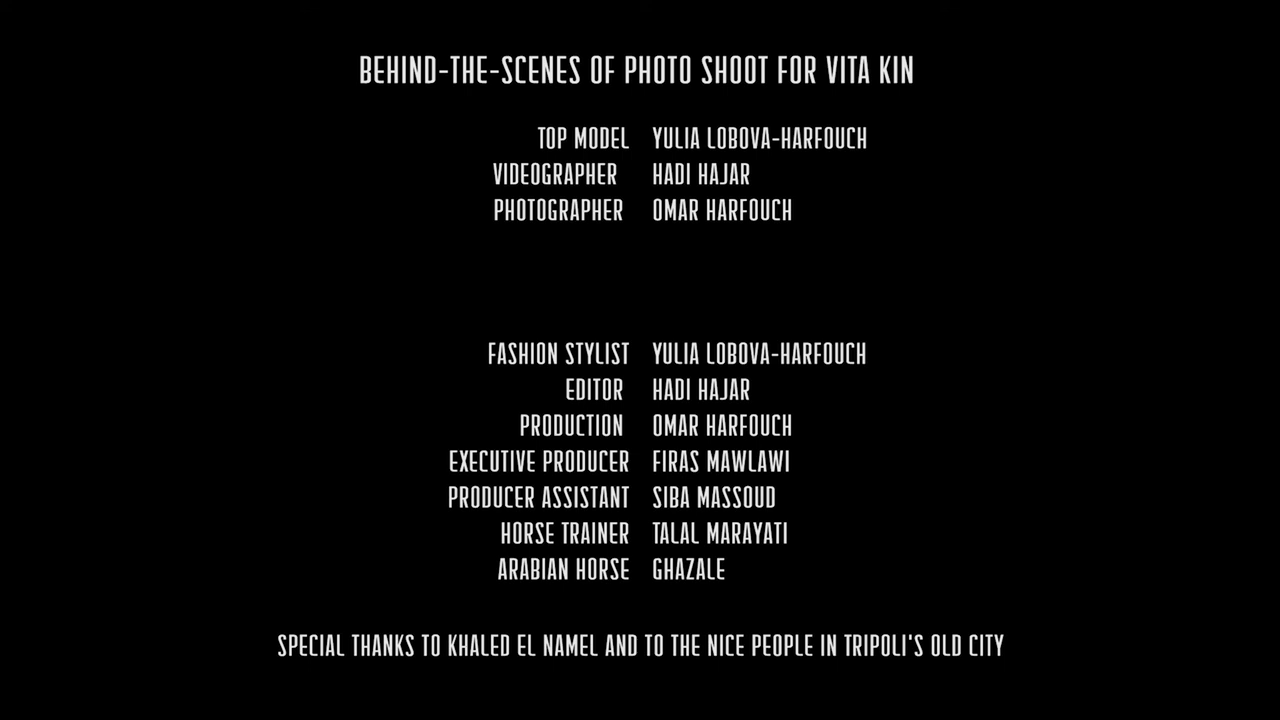 BEHIND-THE-SCENES OF PHOTO SHOOT FOR VITA KIN
TOP MODEL YULIA LOBOVA-HARFOUCH
VIDEOGRAPHER HADI HAJAR
PHOTOGRAPHER OMAR HARFOUCH
FASHION STYLIST YULIA LOBOVA-HARFOUCH
EDITOR HADI HAJAR
PRODUCTION OMAR HARFOUCH
EXECUTIVE PRODUCER FIRAS MAWLAWI
PRODUCER ASSISTANT SIBA MASSOUD
HORSE TRAINER TALAL MARAYATI
ARABIAN HORSE GHAZALE
SPECIAL THANKS TO KHALED EL NAMEL AND TO THE NICE PEOPLE IN TRIPOLI'S OLD CITY